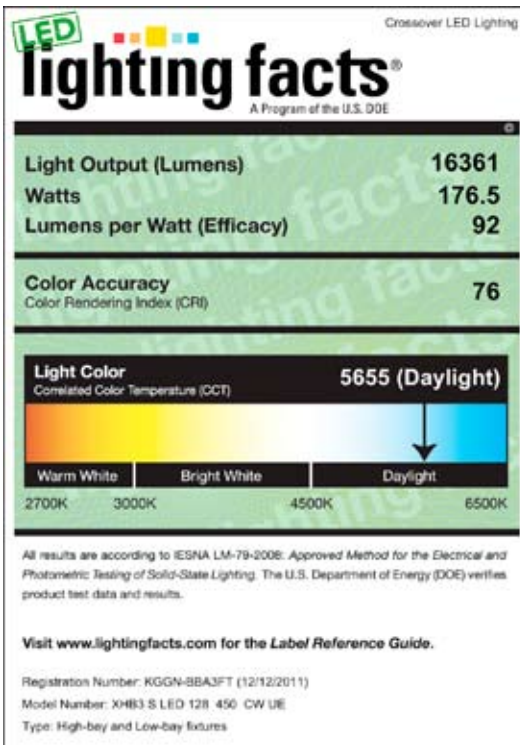 Crossover LED Lighting
LED
lighting facts®
A Program of the U.S. DOE
Light Output (Lumens) 16361
Watts 176.5
Lumens per Watt (Efficacy) 92
Color Accuracy 76
Color Rendering Index (CRI)
Light Color 5655 (Daylight)
Correlated Color Temperature (CCT)
Warm White Bright White Daylight
2700K 3000K 4500K 6500K
All results are according to IESNA LM-79-2008: Approved Method for the Electrical and
Photometric Testing of Solid-State Lighting. The U.S. Department of Energy (DOE) verifies
product test data and results.
Visit www.lightingfacts.com for the Label Reference Guide.
Registration Number: KGGN-BBA3FT (12/12/2011)
Model Number: XHB3 S LED 128 450 CW UE
Type: High-bay and Low-bay fixtures